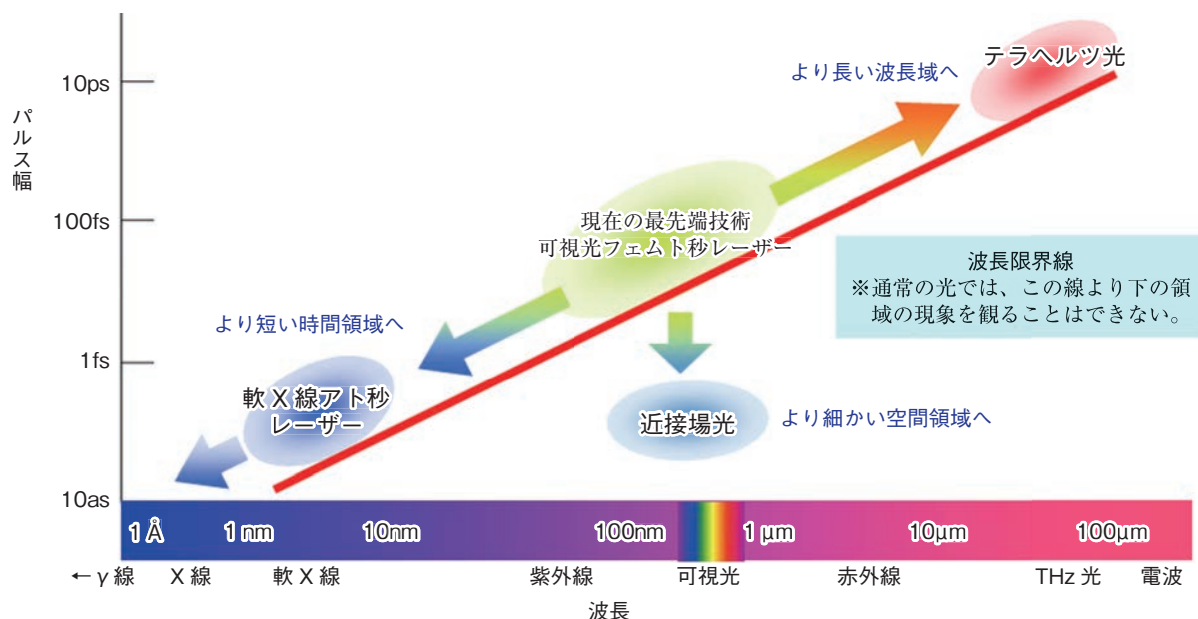 テラヘルツ光
より長い波長域へ
10ps
パルス幅
100fs
現在の最先端技術
可視光フェムト秒レーザー
波長限界線
※通常の光では、この線より下の領
域の現象を観ることはできない。
より短い時間領域へ
1fs
軟X線アト秒
レーザー
近接場光
より細かい空間領域へ
10as
1 Å 1 nm 10nm 100nm 1 μm 10μm 100μm
←γ線 X線 軟X線 紫外線 可視光 赤外線 THz光 電波
波長